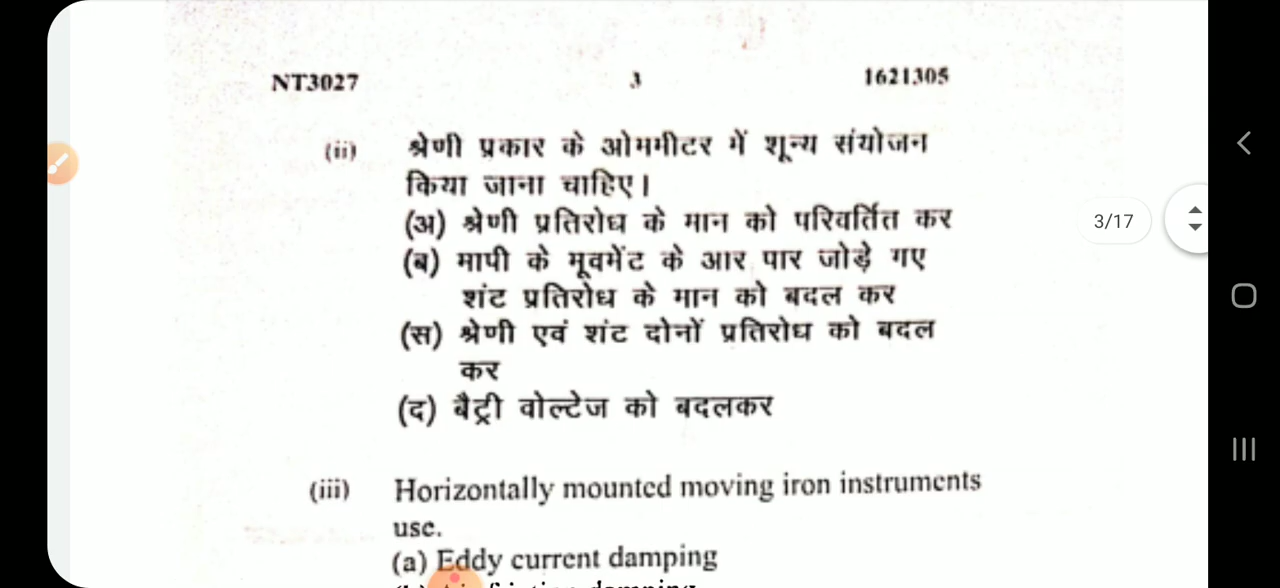 NT3027 3 1621305
(ii) श्रेणी प्रकार के ओममीटर में शून्य संयोजन
किया जाना चाहिए।
(अ) श्रेणी प्रतिरोध के मान को परिवर्तित कर
(ब) मापी के मूवमेंट के आर पार जोड़े गए
शंट प्रतिरोध के मान को बदल कर
(स) श्रेणी एवं शंट दोनों प्रतिरोध को बदल
कर
(द) बैट्री वोल्टेज को बदलकर
3/17
(iii) Horizontally mounted moving iron instruments
use.
(a) Eddy current damping